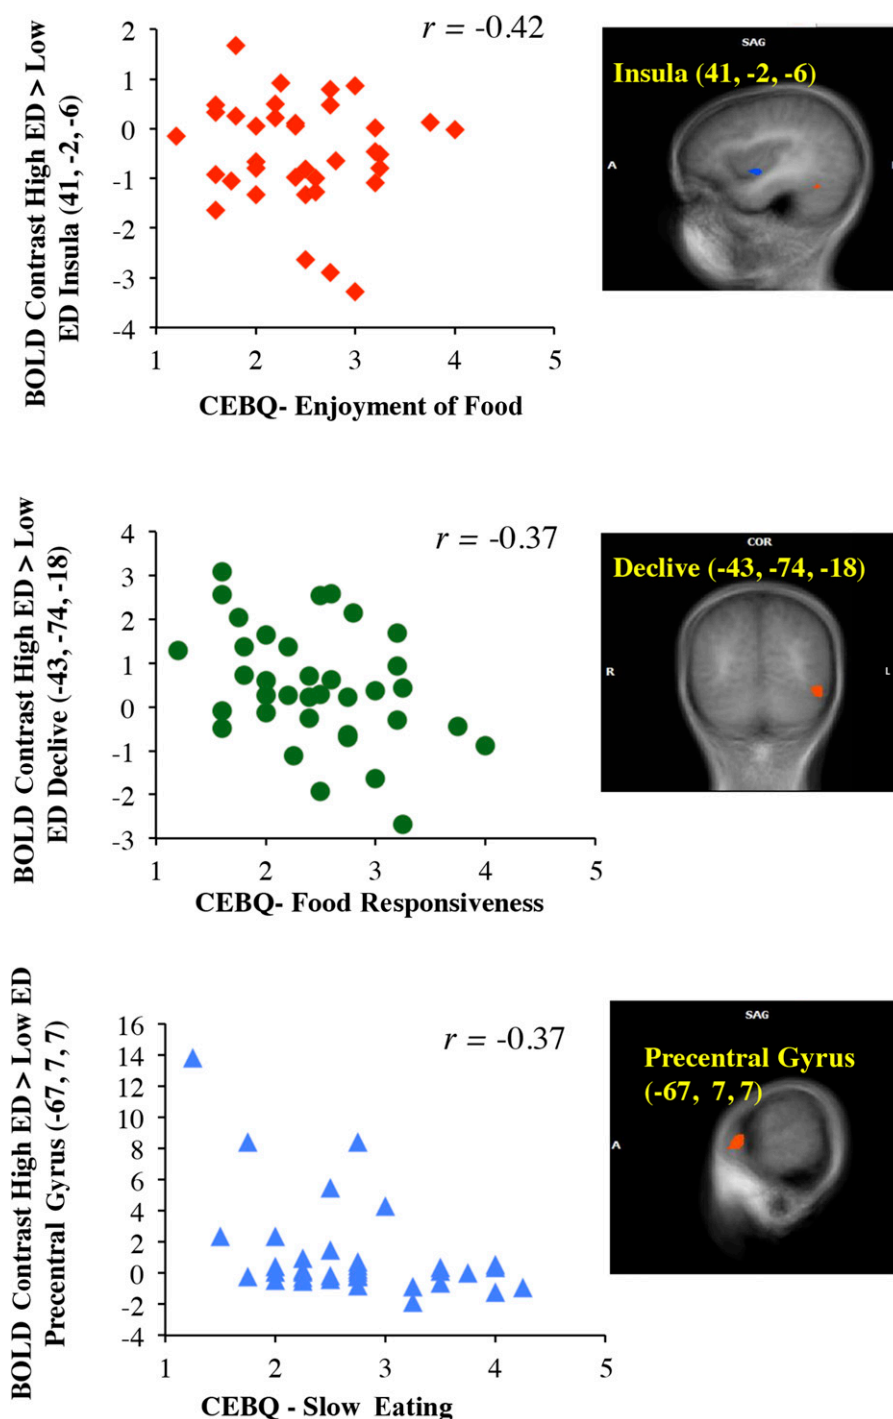 BOLD Contrast High ED > Low
ED Insula (41, -2, -6)
2
1
0
-1
-2
-3
-4
1 2 3 4 5
r = -0.42
CEBQ- Enjoyment of Food
SAG
Insula (41, -2, -6)
A
BOLD Contrast High ED > Low
ED Declive (-43, -74, -18)
4
3
2
1
0
-1
-2
-3
1 2 3 4 5
r = -0.37
CEBQ- Food Responsiveness
COR
Declive (-43, -74, -18)
R L
BOLD Contrast High ED > Low ED
Precentral Gyrus (-67, 7, 7)
16
14
12
10
8
6
4
2
0
-2
-4
1 2 3 4 5
r = -0.37
CEBQ - Slow Eating
SAG
Precentral Gyrus
(-67, 7, 7)
A